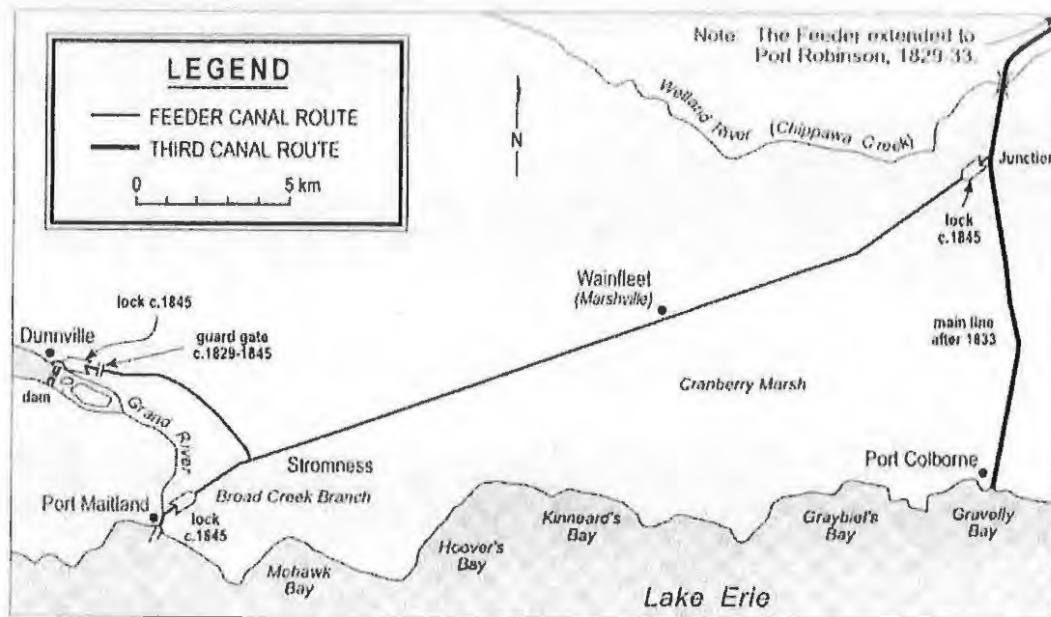 LEGEND
FEEDER CANAL ROUTE
THIRD CANAL ROUTE
0 5 km
N
Note: The Feeder extended to
Port Robinson, 1829-33.
Welland River (Chippawa Creek)
Junction
lock
c.1845
Wainfleet
(Marshville)
main line
after 1833
lock c.1845
Dunnville
guard gate
c.1829-1845
dam
Grand River
Cranberry Marsh
Stromness
Port Colborne
Broad Creek Branch
Port Maitland
lock
c.1845
Mohawk
Bay
Hoover's
Bay
Kinneard's
Bay
Graybiel's
Bay
Gravelly
Bay
Lake Erie